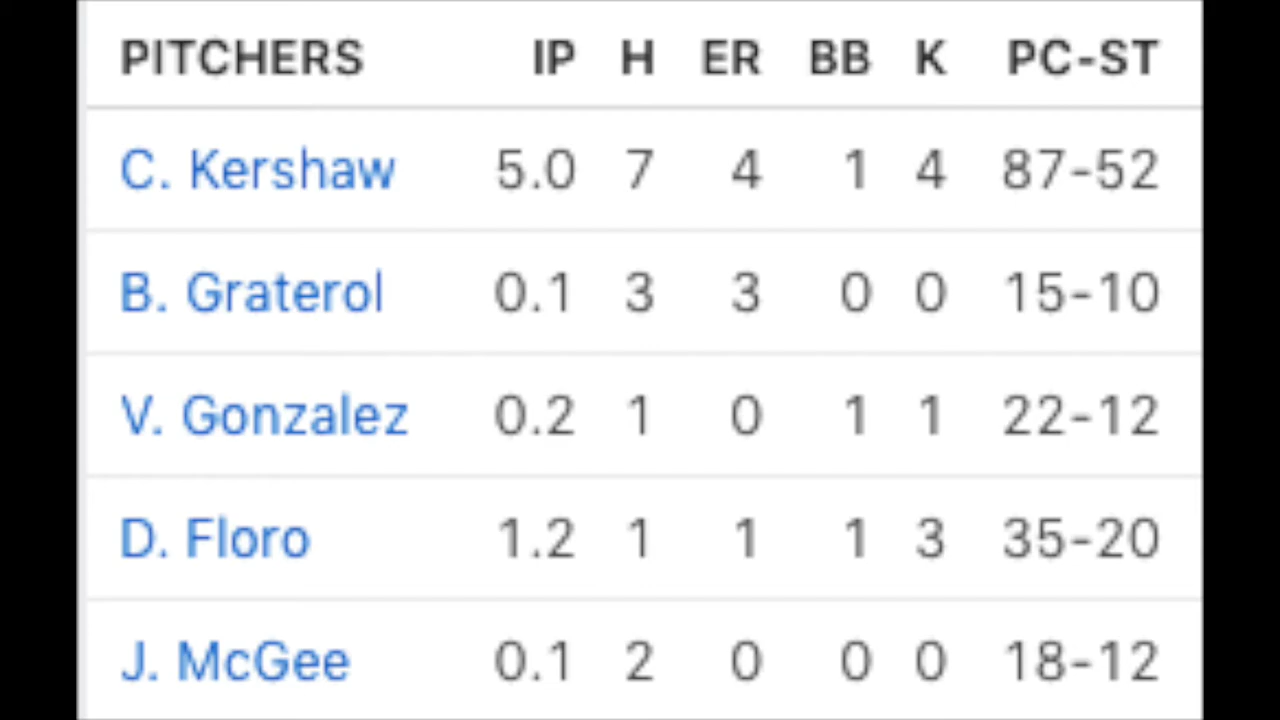 PITCHERS IP H ER BB K PC-ST
C. Kershaw 5.0 7 4 1 4 87-52
B. Graterol 0.1 3 3 0 0 15-10
V. Gonzalez 0.2 1 0 1 1 22-12
D. Floro 1.2 1 1 1 3 35-20
J. McGee 0.1 2 0 0 0 18-12